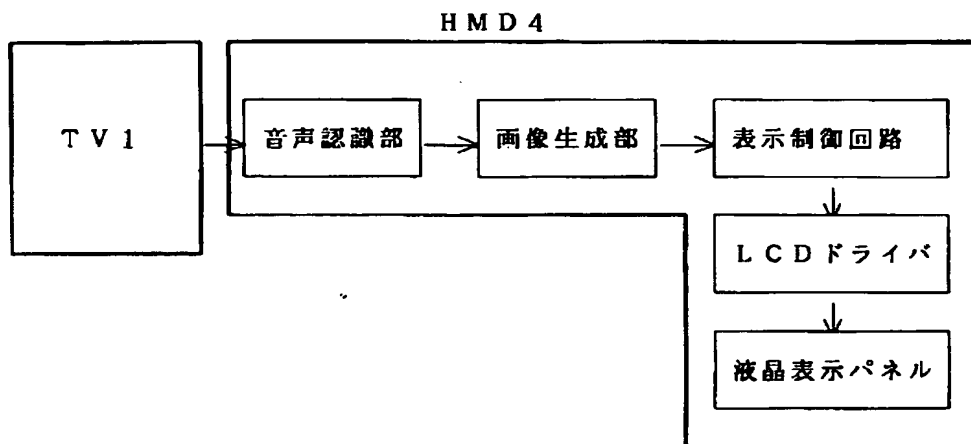 HMD4
TV1
音声認識部
画像生成部
表示制御回路
LCDドライバ
液晶表示パネル